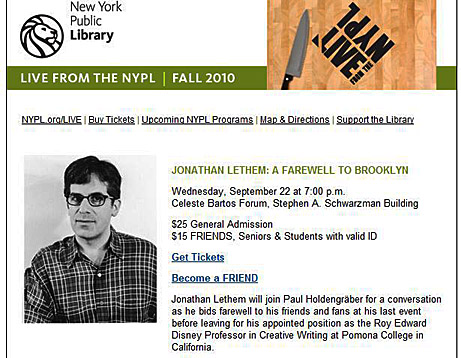 New York
Public
Library
NYPL
LIVE
FROM THE
LIVE FROM THE NYPL | FALL 2010
NYPL.org/LIVE | Buy Tickets | Upcoming NYPL Programs | Map & Directions | Support the Library
JONATHAN LETHEM: A FAREWELL TO BROOKLYN
Wednesday, September 22 at 7:00 p.m.
Celeste Bartos Forum, Stephen A. Schwarzman Building
$25 General Admission
$15 FRIENDS, Seniors & Students with valid ID
Get Tickets
Become a FRIEND
Jonathan Lethem will join Paul Holdengräber for a conversation
as he bids farewell to his friends and fans at his last event
before leaving for his appointed position as the Roy Edward
Disney Professor in Creative Writing at Pomona College in
California.